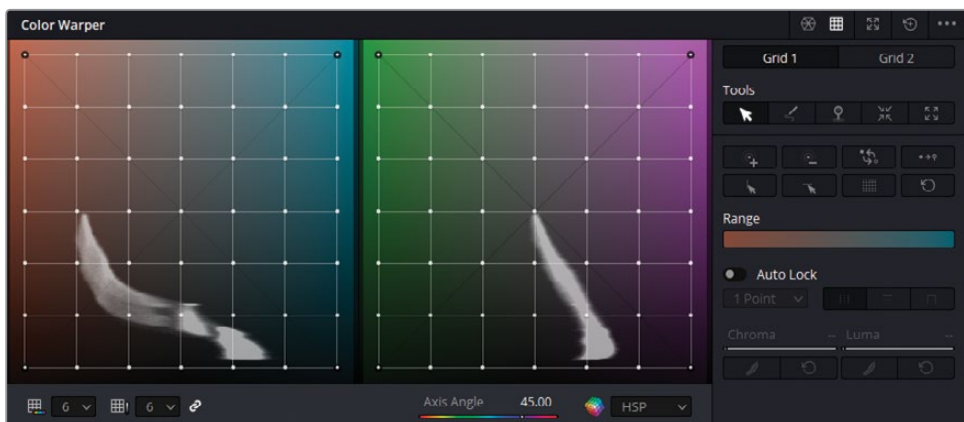 Color Warper
Grid 1 Grid 2
Tools
Range
Auto Lock
1 Point
Chroma -- Luma --
6 6 Axis Angle 45.00 HSP